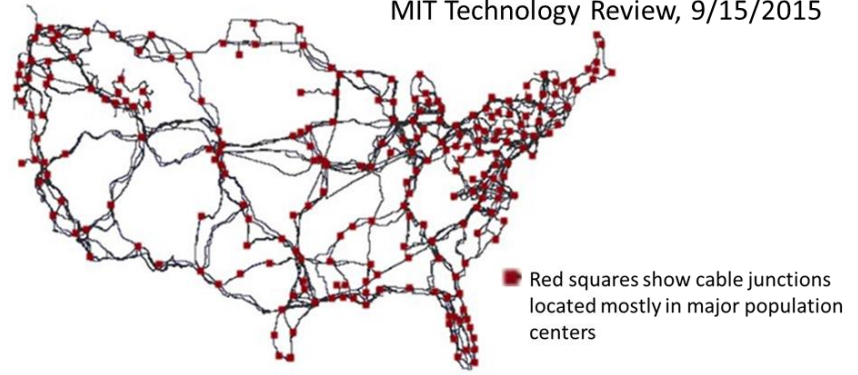 MIT Technology Review, 9/15/2015
Red squares show cable junctions
located mostly in major population
centers